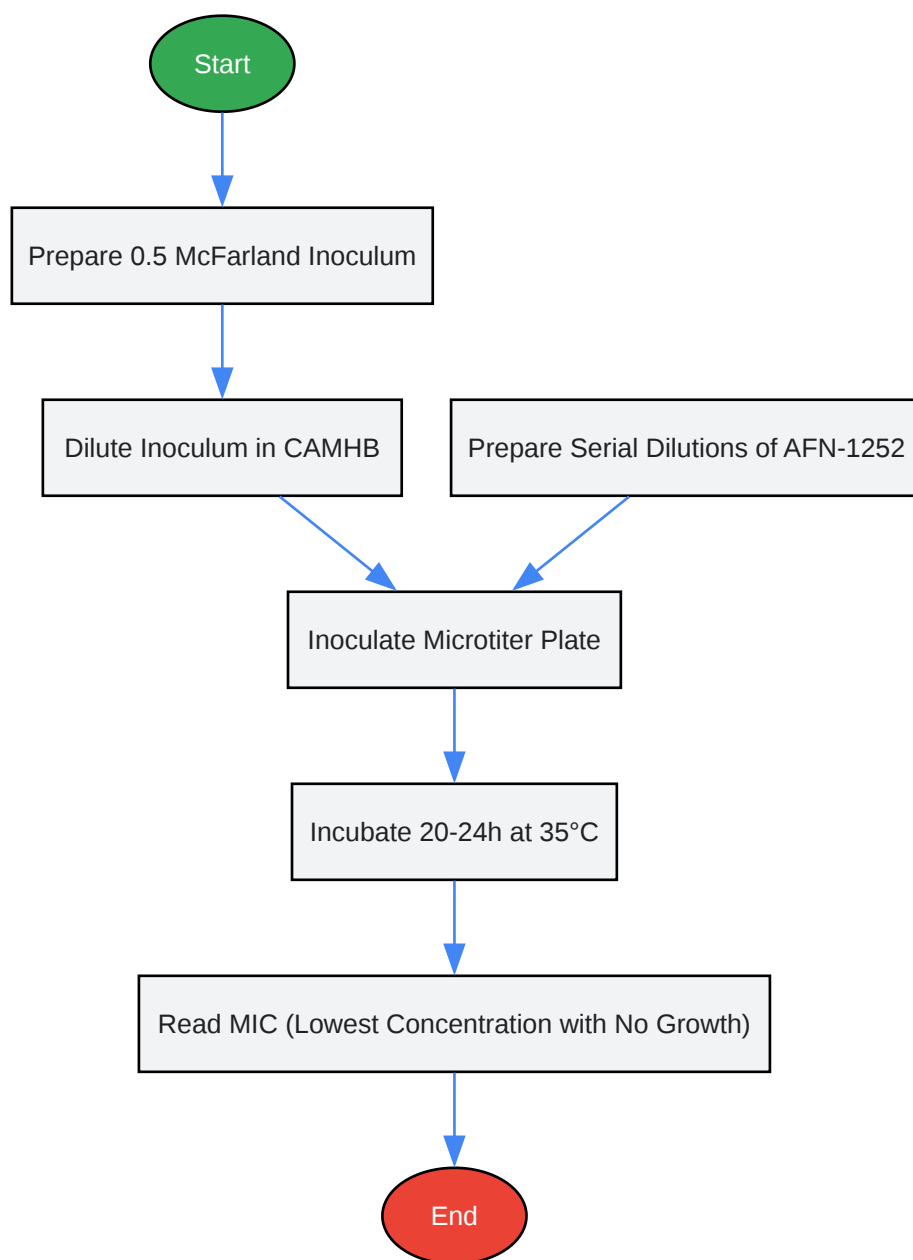 Start
Prepare 0.5 McFarland Inoculum
Dilute Inoculum in CAMHB
Prepare Serial Dilutions of AFN-1252
Inoculate Microtiter Plate
Incubate 20-24h at 35°C
Read MIC (Lowest Concentration with No Growth)
End